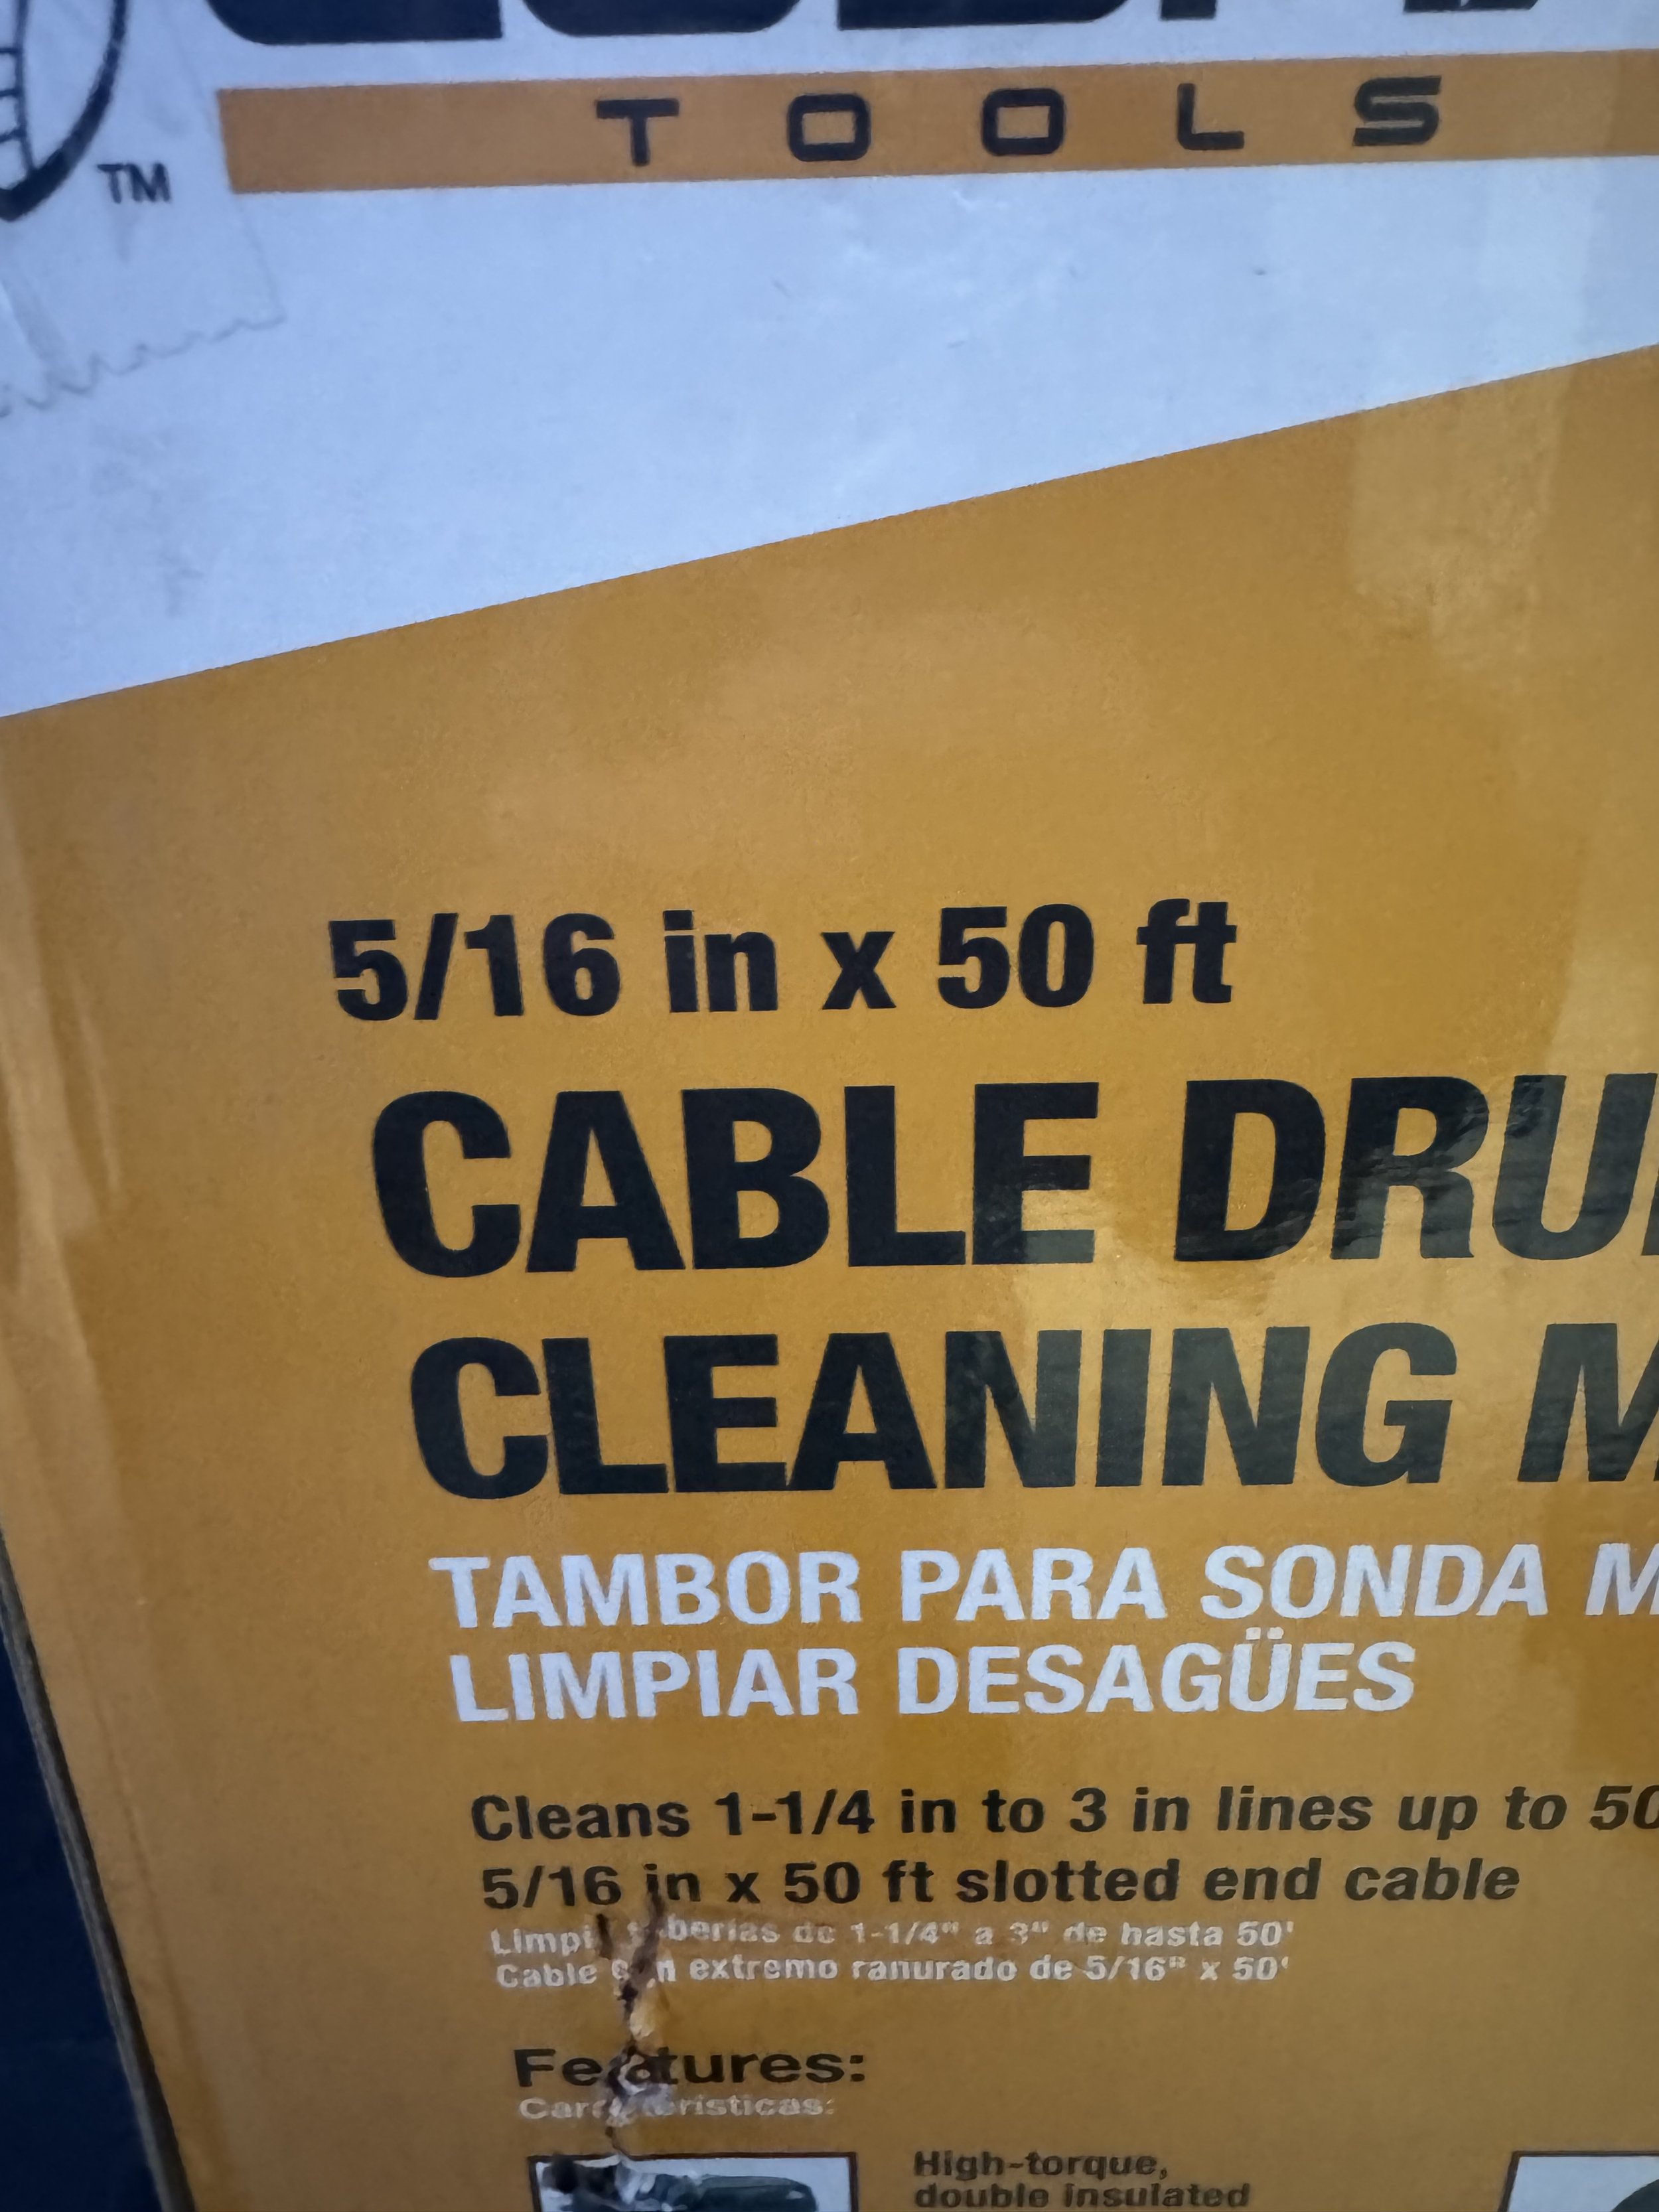 TOOLS
TM
5/16 in x 50 ft
CABLE
CLEANING
TAMBOR PARA SONDA
LIMPIAR DESAGÜES
Cleans 1-1/4 in to 3 in lines up to 50
5/16 in x 50 ft slotted end cable
de 1-1/4" a 3" de hasta 50'
Cable extremo ranurado de 5/16" x 50'
Features:
Características:
High-torque,
double insulated